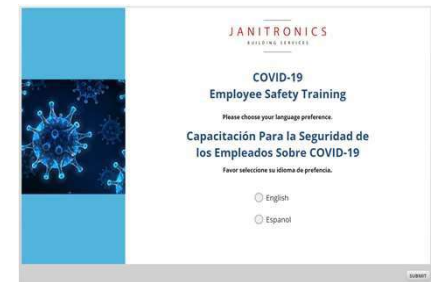 JANITRONICS
BUILDING SERVICES
COVID-19
Employee Safety Training
Please choose your language preference.
Capacitación Para la Seguridad de
los Empleados Sobre COVID-19
Favor seleccione su idioma de prefencia.
English
Espanol
SUBMIT